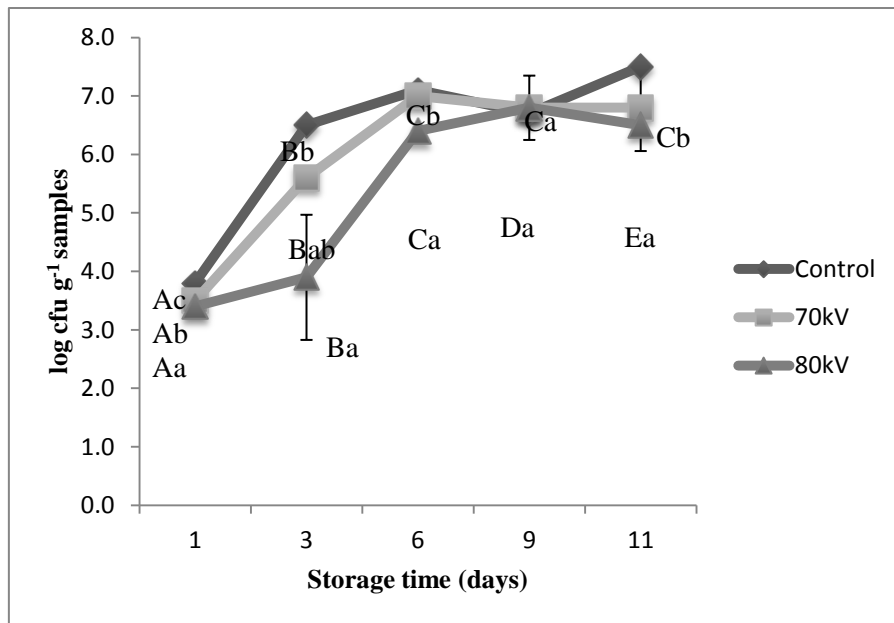 8.0
7.0
6.0
5.0
4.0
3.0
2.0
1.0
0.0
log cfu g-1 samples
Ac
Ab
Aa
Bb
Bab
Ba
Cb
Ca
Ca
Da
Cb
Ea
1 3 6 9 11
Storage time (days)
Control
70kV
80kV